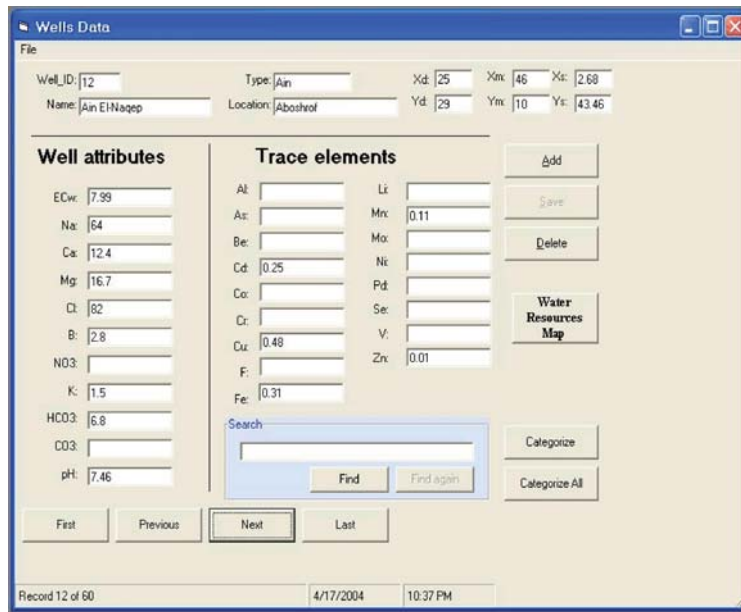 Wells Data
File
Well_ID: 12 Type: Ain Xd: 25 Xm: 46 Xs: 2.68
Name: Ain El-Naqep Location: Aboshrof Yd: 29 Ym: 10 Ys: 43.46
Well attributes
ECw: 7.99
Na: 64
Ca: 12.4
Mg: 16.7
Cl: 82
B: 2.8
NO3:
K: 1.5
HCO3: 6.8
CO3:
pH: 7.46
Trace elements
Al:
As:
Be:
Cd: 0.25
Co:
Cr:
Cu: 0.48
F:
Fe: 0.31
Li:
Mn: 0.11
Mo:
Ni:
Pd:
Se:
V:
Zn: 0.01
Search
Find Find again
Add
Save
Delete
Water
Resources
Map
Categorize
Categorize All
First Previous Next Last
Record 12 of 60 4/17/2004 10:37 PM